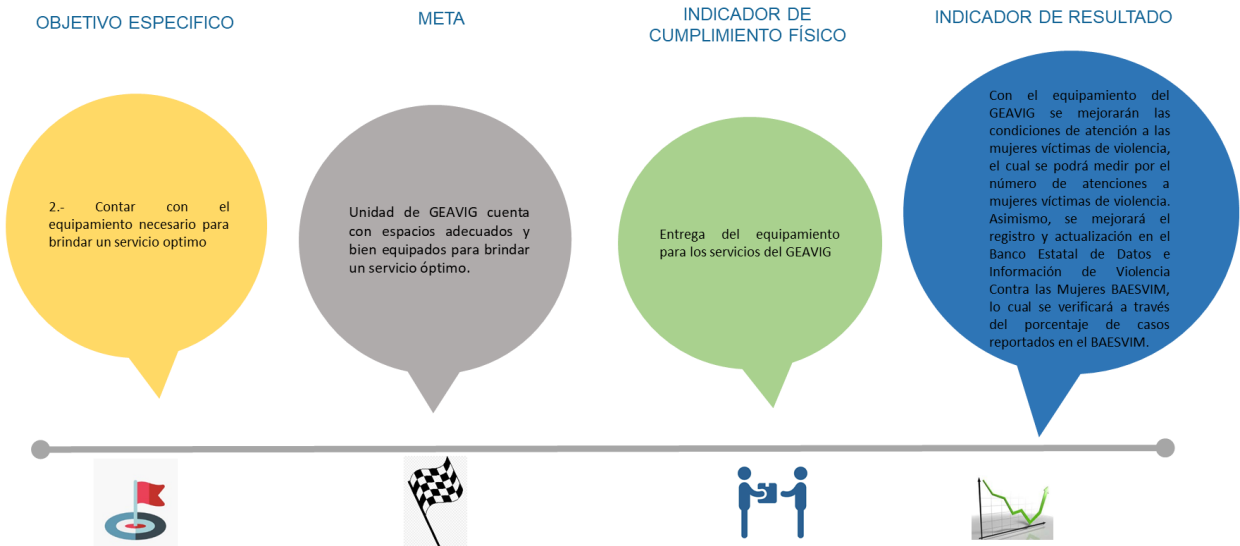 OBJETIVO ESPECIFICO
META
INDICADOR DE
CUMPLIMIENTO FÍSICO
INDICADOR DE RESULTADO
2.- Contar con el
equipamiento necesario para
brindar un servicio optimo
Unidad de GEAVIG cuenta
con espacios adecuados y
bien equipados para brindar
un servicio óptimo.
Entrega del equipamiento
para los servicios del GEAVIG
Con el equipamiento del
GEAVIG se mejorarán las
condiciones de atención a las
mujeres víctimas de violencia,
el cual se podrá medir por el
número de atenciones a
mujeres víctimas de violencia.
Asimismo, se mejorará el
registro y actualización en el
Banco Estatal de Datos e
Información de Violencia
Contra las Mujeres BAESVIM,
lo cual se verificará a través
del porcentaje de casos
reportados en el BAESVIM.